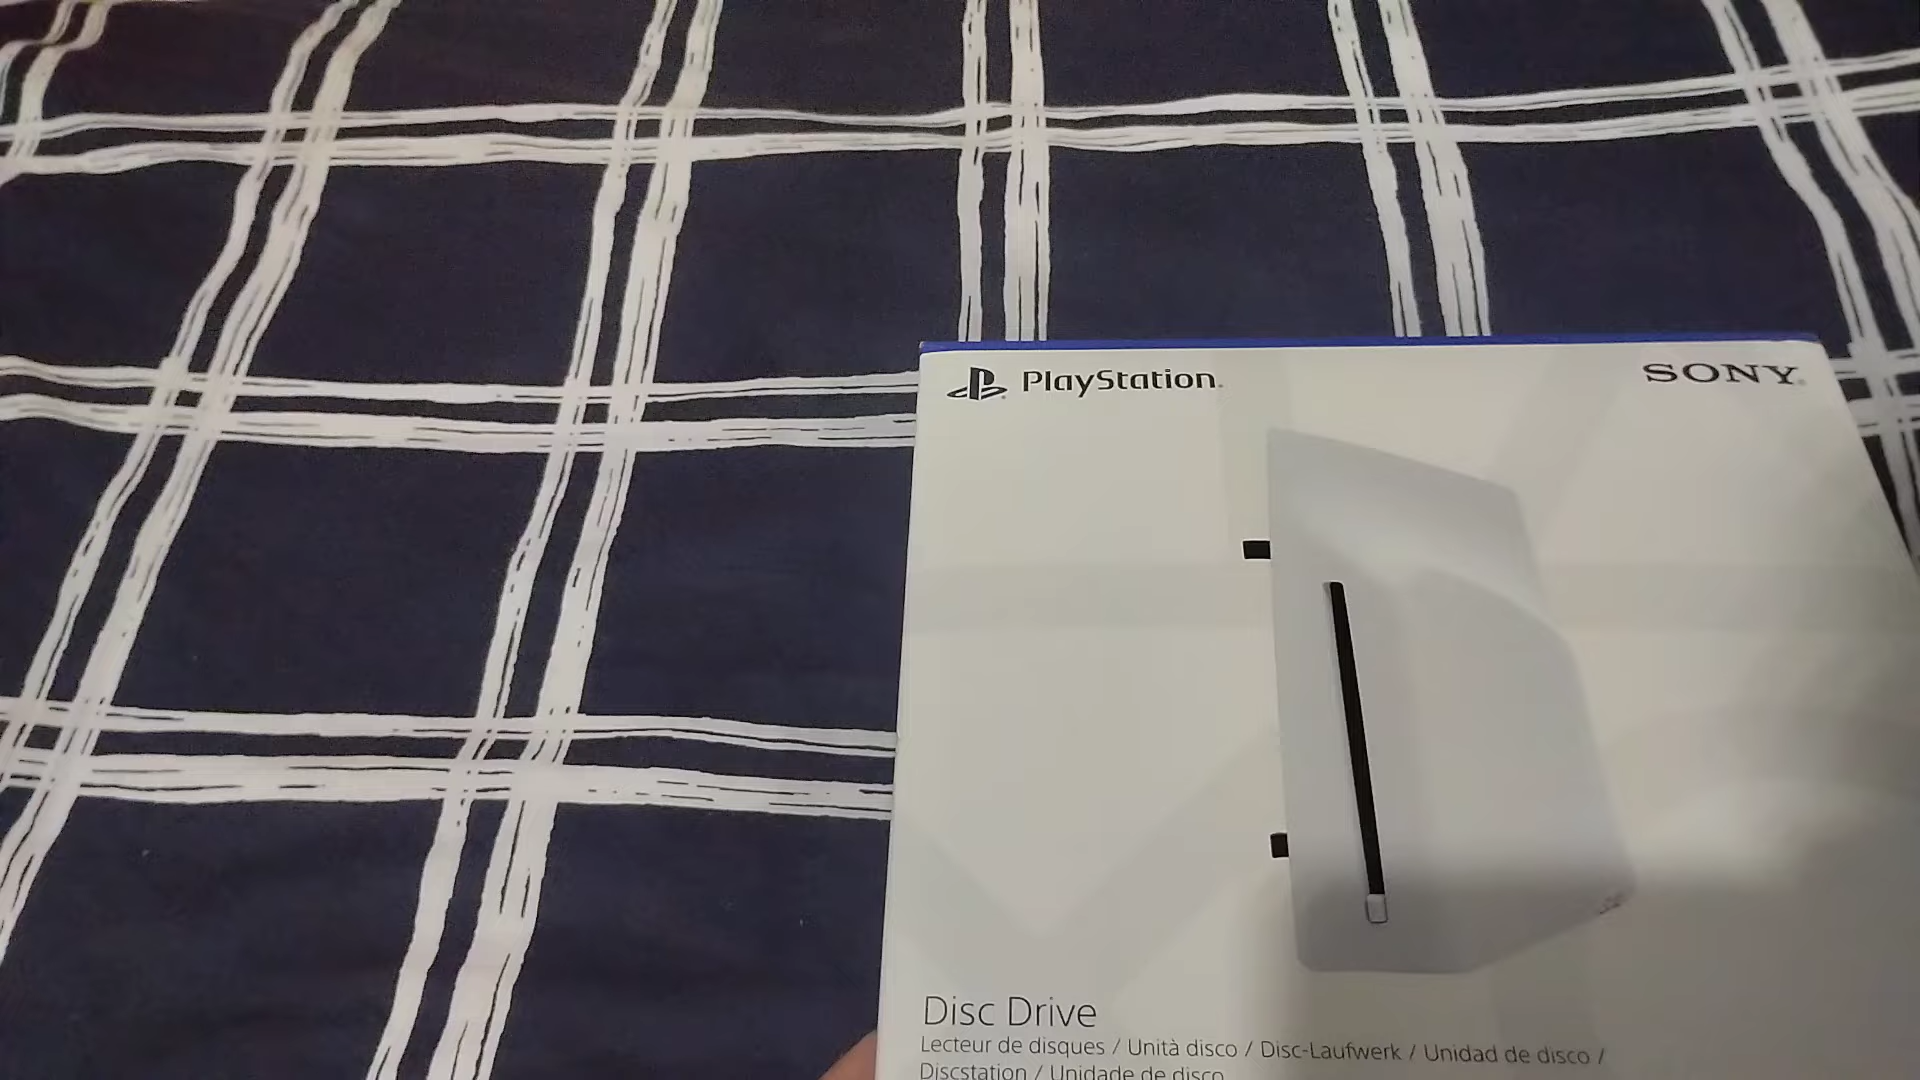 PlayStation
SONY
Disc Drive
Lecteur de disques / Unità disco / Disc-Laufwerk / Unidad de disco /
Discstation / Unidade de disco